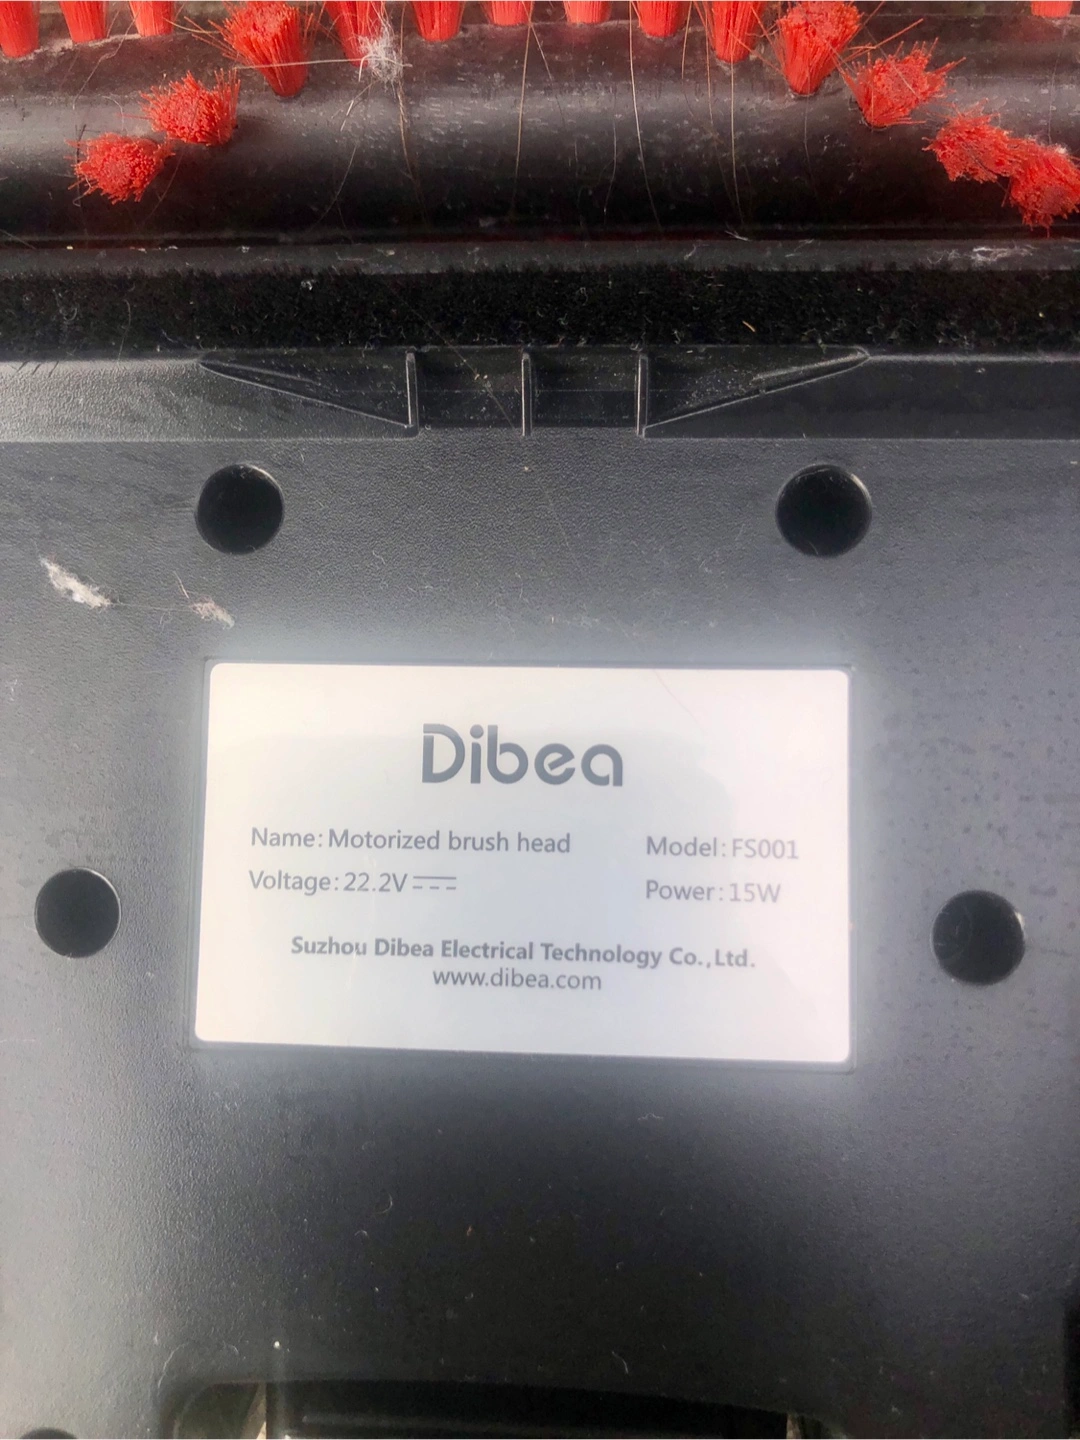 Dibea
Name: Motorized brush head Model: FS001
Voltage: 22.2V⎓ Power: 15W
Suzhou Dibea Electrical Technology Co.,Ltd.
www.dibea.com